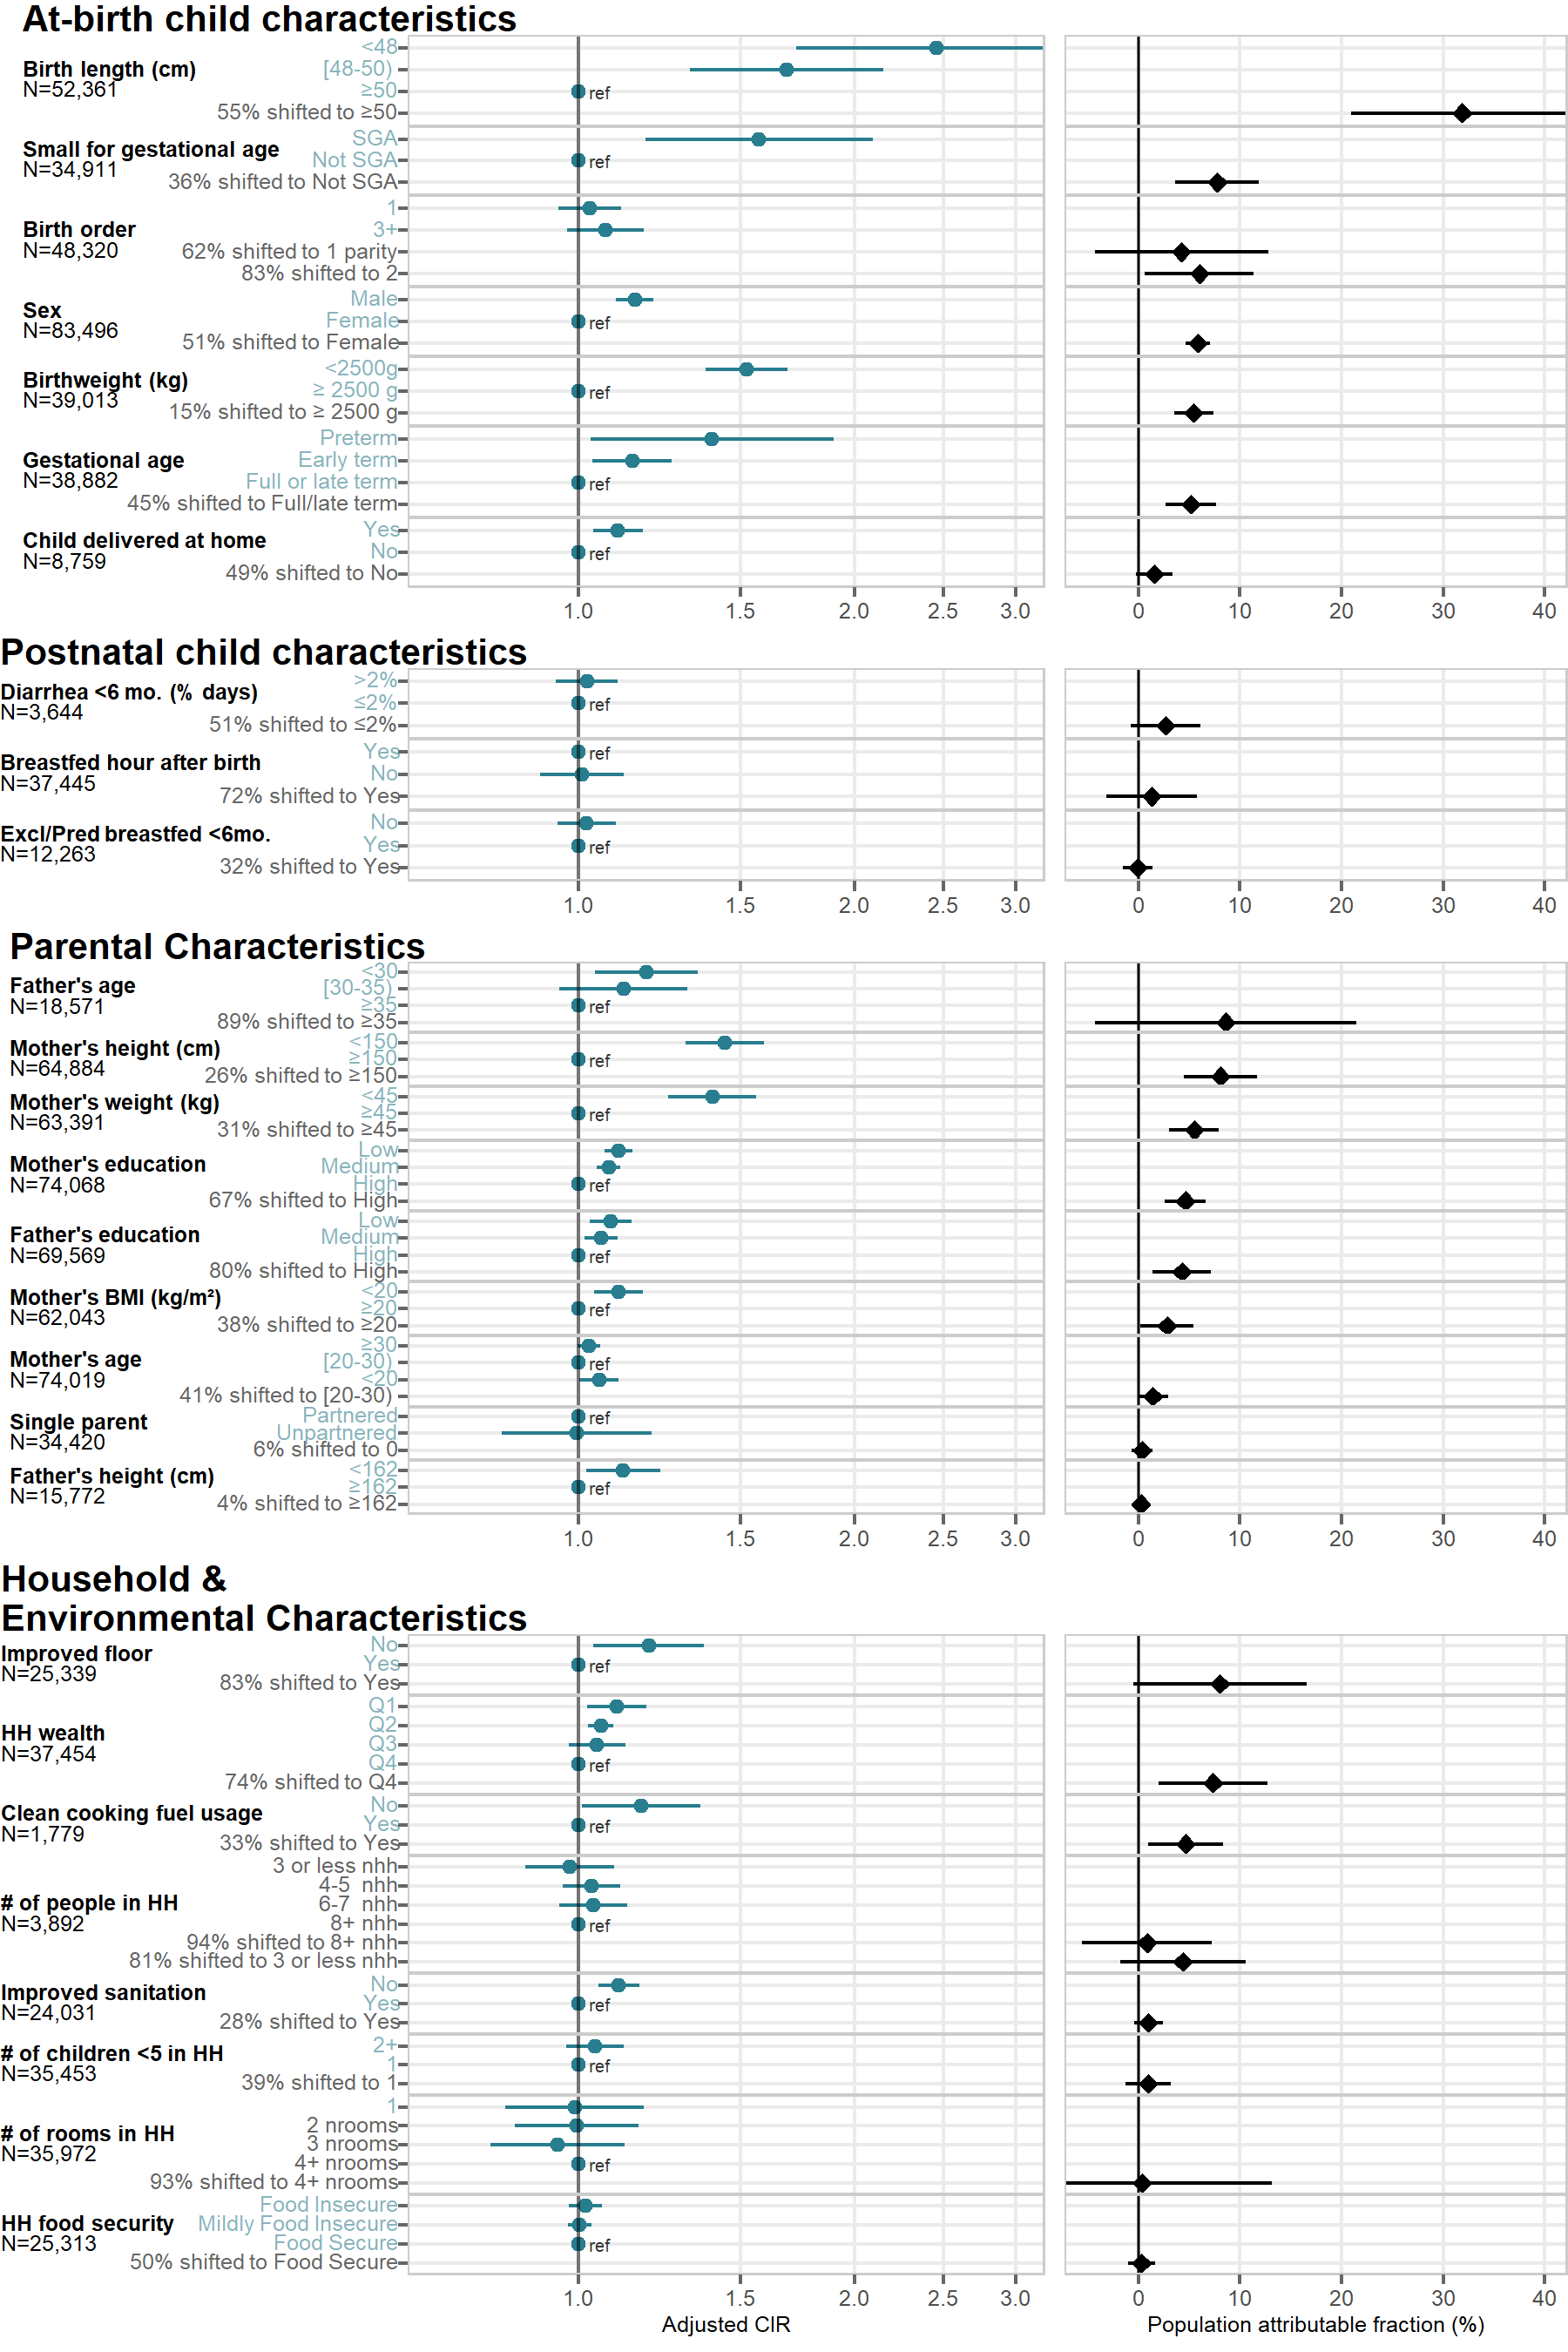 At-birth child characteristics
Birth length (cm)
N=52,361
<48
[48-50)
≥50
55% shifted to ≥50
ref
Small for gestational age
N=34,911
SGA
Not SGA
36% shifted to Not SGA
ref
Birth order
N=48,320
1
3+
62% shifted to 1 parity
83% shifted to 2
Sex
N=83,496
Male
Female
51% shifted to Female
ref
Birthweight (kg)
N=39,013
<2500g
≥ 2500 g
15% shifted to ≥ 2500 g
ref
Gestational age
N=38,882
Preterm
Early term
Full or late term
45% shifted to Full/late term
ref
Child delivered at home
N=8,759
Yes
No
49% shifted to No
ref
1.0 1.5 2.0 2.5 3.0
0 10 20 30 40
Postnatal child characteristics
Diarrhea <6 mo. (% days)
N=3,644
>2%
≤2%
51% shifted to ≤2%
ref
Breastfed hour after birth
N=37,445
Yes
No
72% shifted to Yes
ref
Excl/Pred breastfed <6mo.
N=12,263
No
Yes
32% shifted to Yes
ref
1.0 1.5 2.0 2.5 3.0
0 10 20 30 40
Parental Characteristics
Father's age
N=18,571
<30
[30-35)
≥35
89% shifted to ≥35
ref
Mother's height (cm)
N=64,884
<150
≥150
26% shifted to ≥150
ref
Mother's weight (kg)
N=63,391
<45
≥45
31% shifted to ≥45
ref
Mother's education
N=74,068
Low
Medium
High
67% shifted to High
ref
Father's education
N=69,569
Low
Medium
High
80% shifted to High
ref
Mother's BMI (kg/m²)
N=62,043
<20
≥20
38% shifted to ≥20
ref
Mother's age
N=74,019
≥30
[20-30)
<20
41% shifted to [20-30)
ref
Single parent
N=34,420
Partnered
Unpartnered
6% shifted to 0
ref
Father's height (cm)
N=15,772
<162
≥162
4% shifted to ≥162
ref
1.0 1.5 2.0 2.5 3.0
0 10 20 30 40
Household &
Environmental Characteristics
Improved floor
N=25,339
No
Yes
83% shifted to Yes
ref
HH wealth
N=37,454
Q1
Q2
Q3
Q4
74% shifted to Q4
ref
Clean cooking fuel usage
N=1,779
No
Yes
33% shifted to Yes
ref
# of people in HH
N=3,892
3 or less nhh
4-5 nhh
6-7 nhh
8+ nhh
94% shifted to 8+ nhh
81% shifted to 3 or less nhh
ref
Improved sanitation
N=24,031
No
Yes
28% shifted to Yes
ref
# of children <5 in HH
N=35,453
2+
1
39% shifted to 1
ref
# of rooms in HH
N=35,972
1
2 nrooms
3 nrooms
4+ nrooms
93% shifted to 4+ nrooms
ref
HH food security
N=25,313
Food Insecure
Mildly Food Insecure
Food Secure
50% shifted to Food Secure
ref
1.0 1.5 2.0 2.5 3.0
0 10 20 30 40
Adjusted CIR
Population attributable fraction (%)